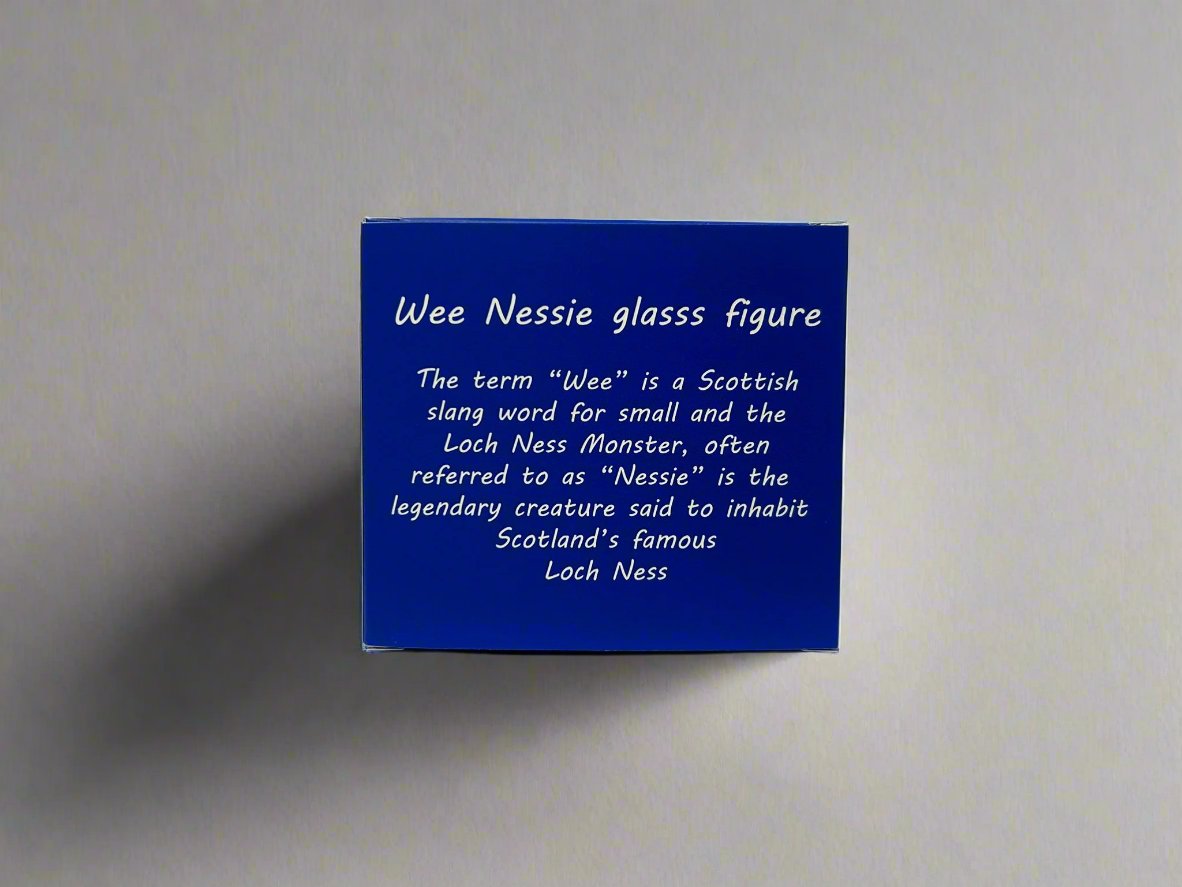 Wee Nessie glasss figure
The term “Wee” is a Scottish
slang word for small and the
Loch Ness Monster, often
referred to as “Nessie” is the
legendary creature said to inhabit
Scotland’s famous
Loch Ness